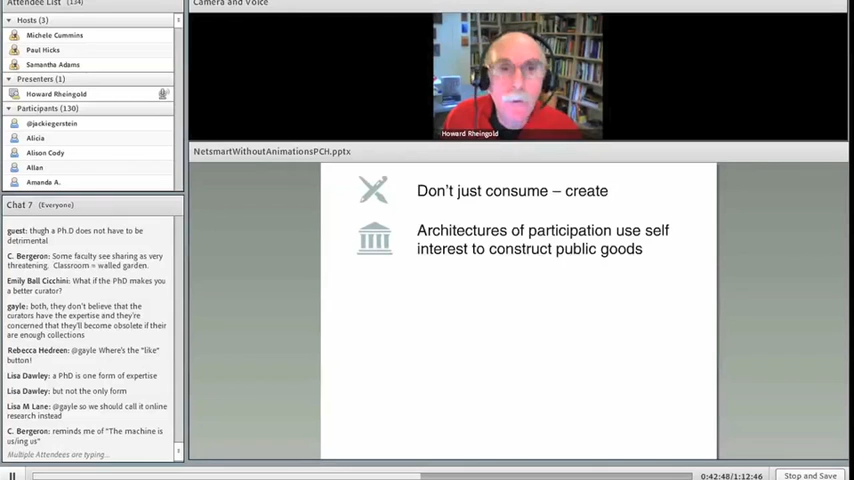 Attendee List (134)
Hosts (3)
Michele Cummins
Paul Hicks
Samantha Adams
Presenters (1)
Howard Rheingold
Participants (130)
@jackiegerstein
Alicia
Alison Cody
Allan
Amanda A.
Chat 7 (Everyone)
guest: thugh a Ph.D does not have to be
detrimental
C. Bergeron: Some faculty see sharing as very
threatening. Classroom = walled garden.
Emily Ball Cicchini: What if the PhD makes you
a better curator?
gayle: both, they don't believe that the
curators have the expertise and they're
concerned that they'll become obsolete if their
are enough collections
Rebecca Hedreen: @gayle Where's the "like"
button!
Lisa Dawley: a PhD is one form of expertise
Lisa Dawley: but not the only form
Lisa M Lane: @gayle so we should call it online
research instead
C. Bergeron: reminds me of "The machine is
us/ing us"
Multiple Attendees are typing...
Camera and Voice
Howard Rheingold
NetsmartWithoutAnimationsPCH.pptx
Don't just consume – create
Architectures of participation use self
interest to construct public goods
0:42:48/1:12:46
Stop and Save